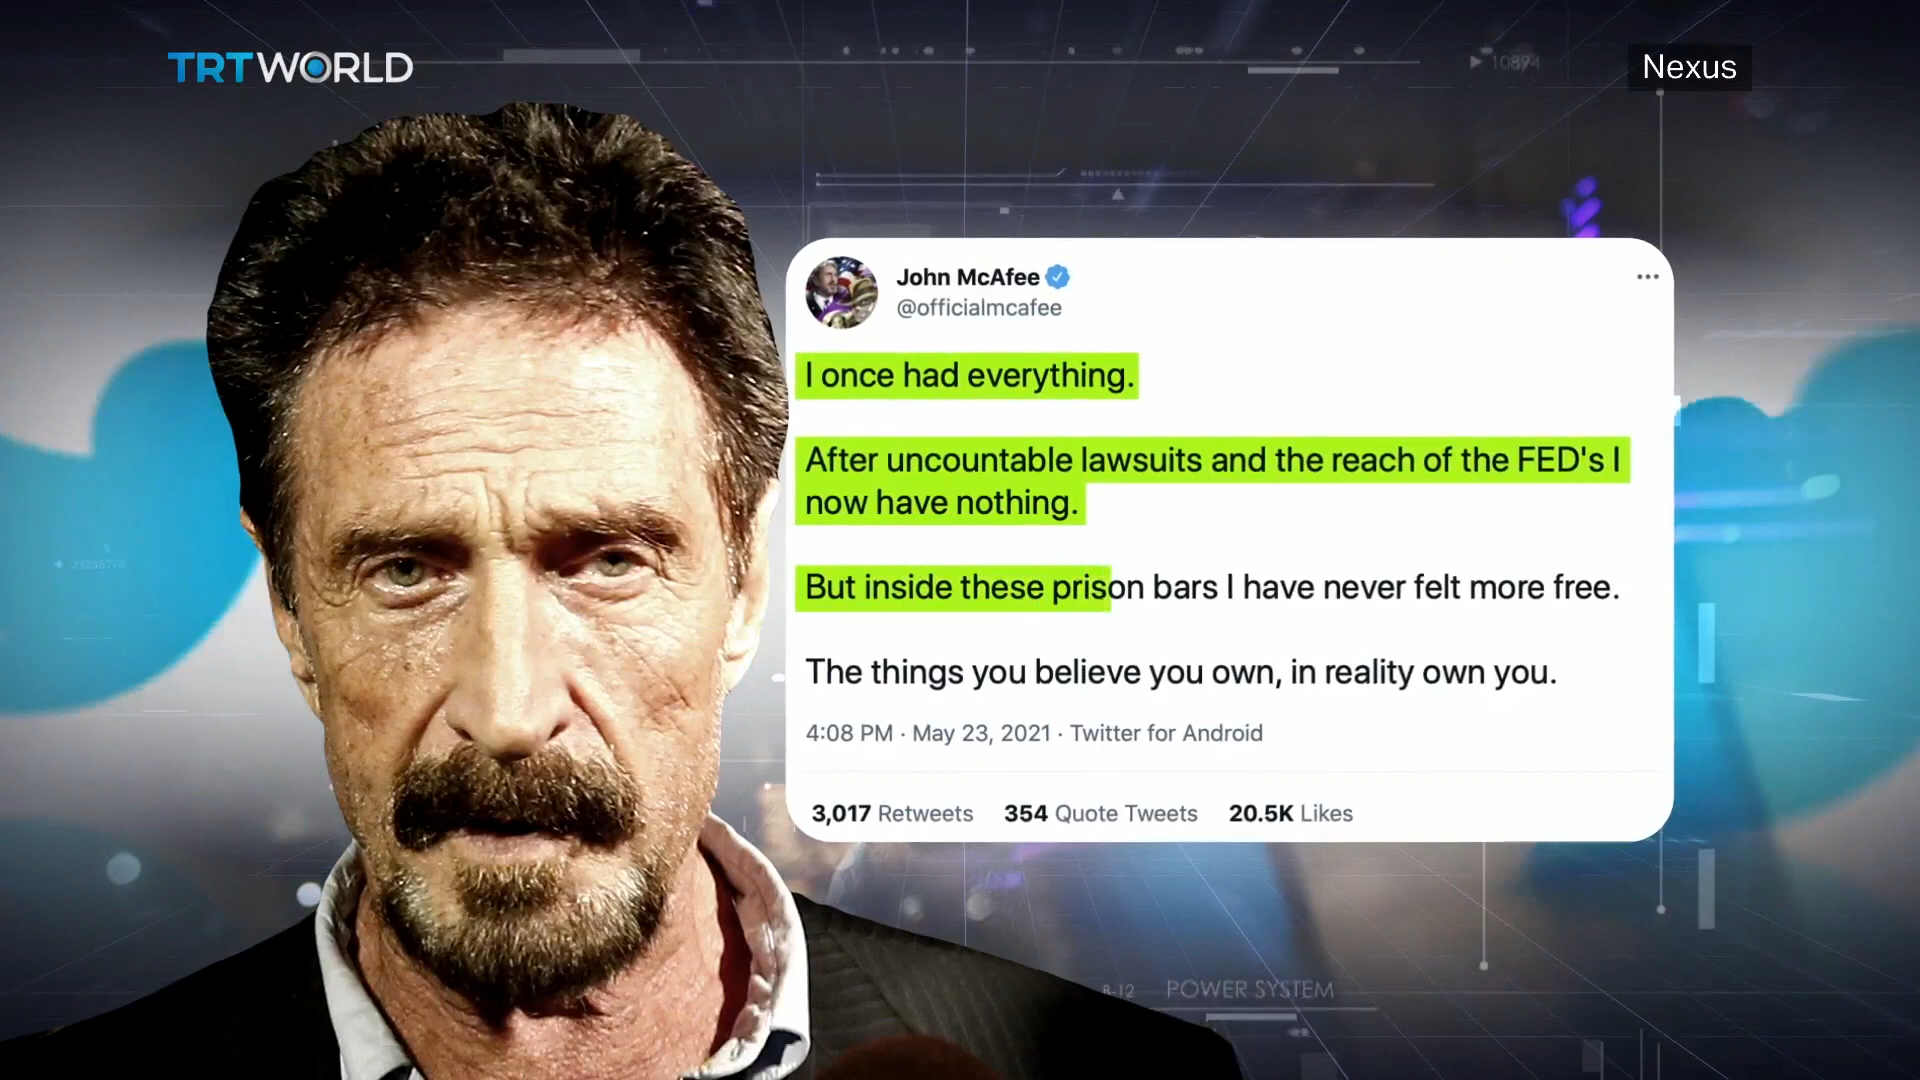 TRT WORLD
Nexus
10894
John McAfee
@officialmcafee
I once had everything.
After uncountable lawsuits and the reach of the FED's I
now have nothing.
But inside these prison bars I have never felt more free.
The things you believe you own, in reality own you.
4:08 PM · May 23, 2021 · Twitter for Android
3,017 Retweets 354 Quote Tweets 20.5K Likes
POWER SYSTEM